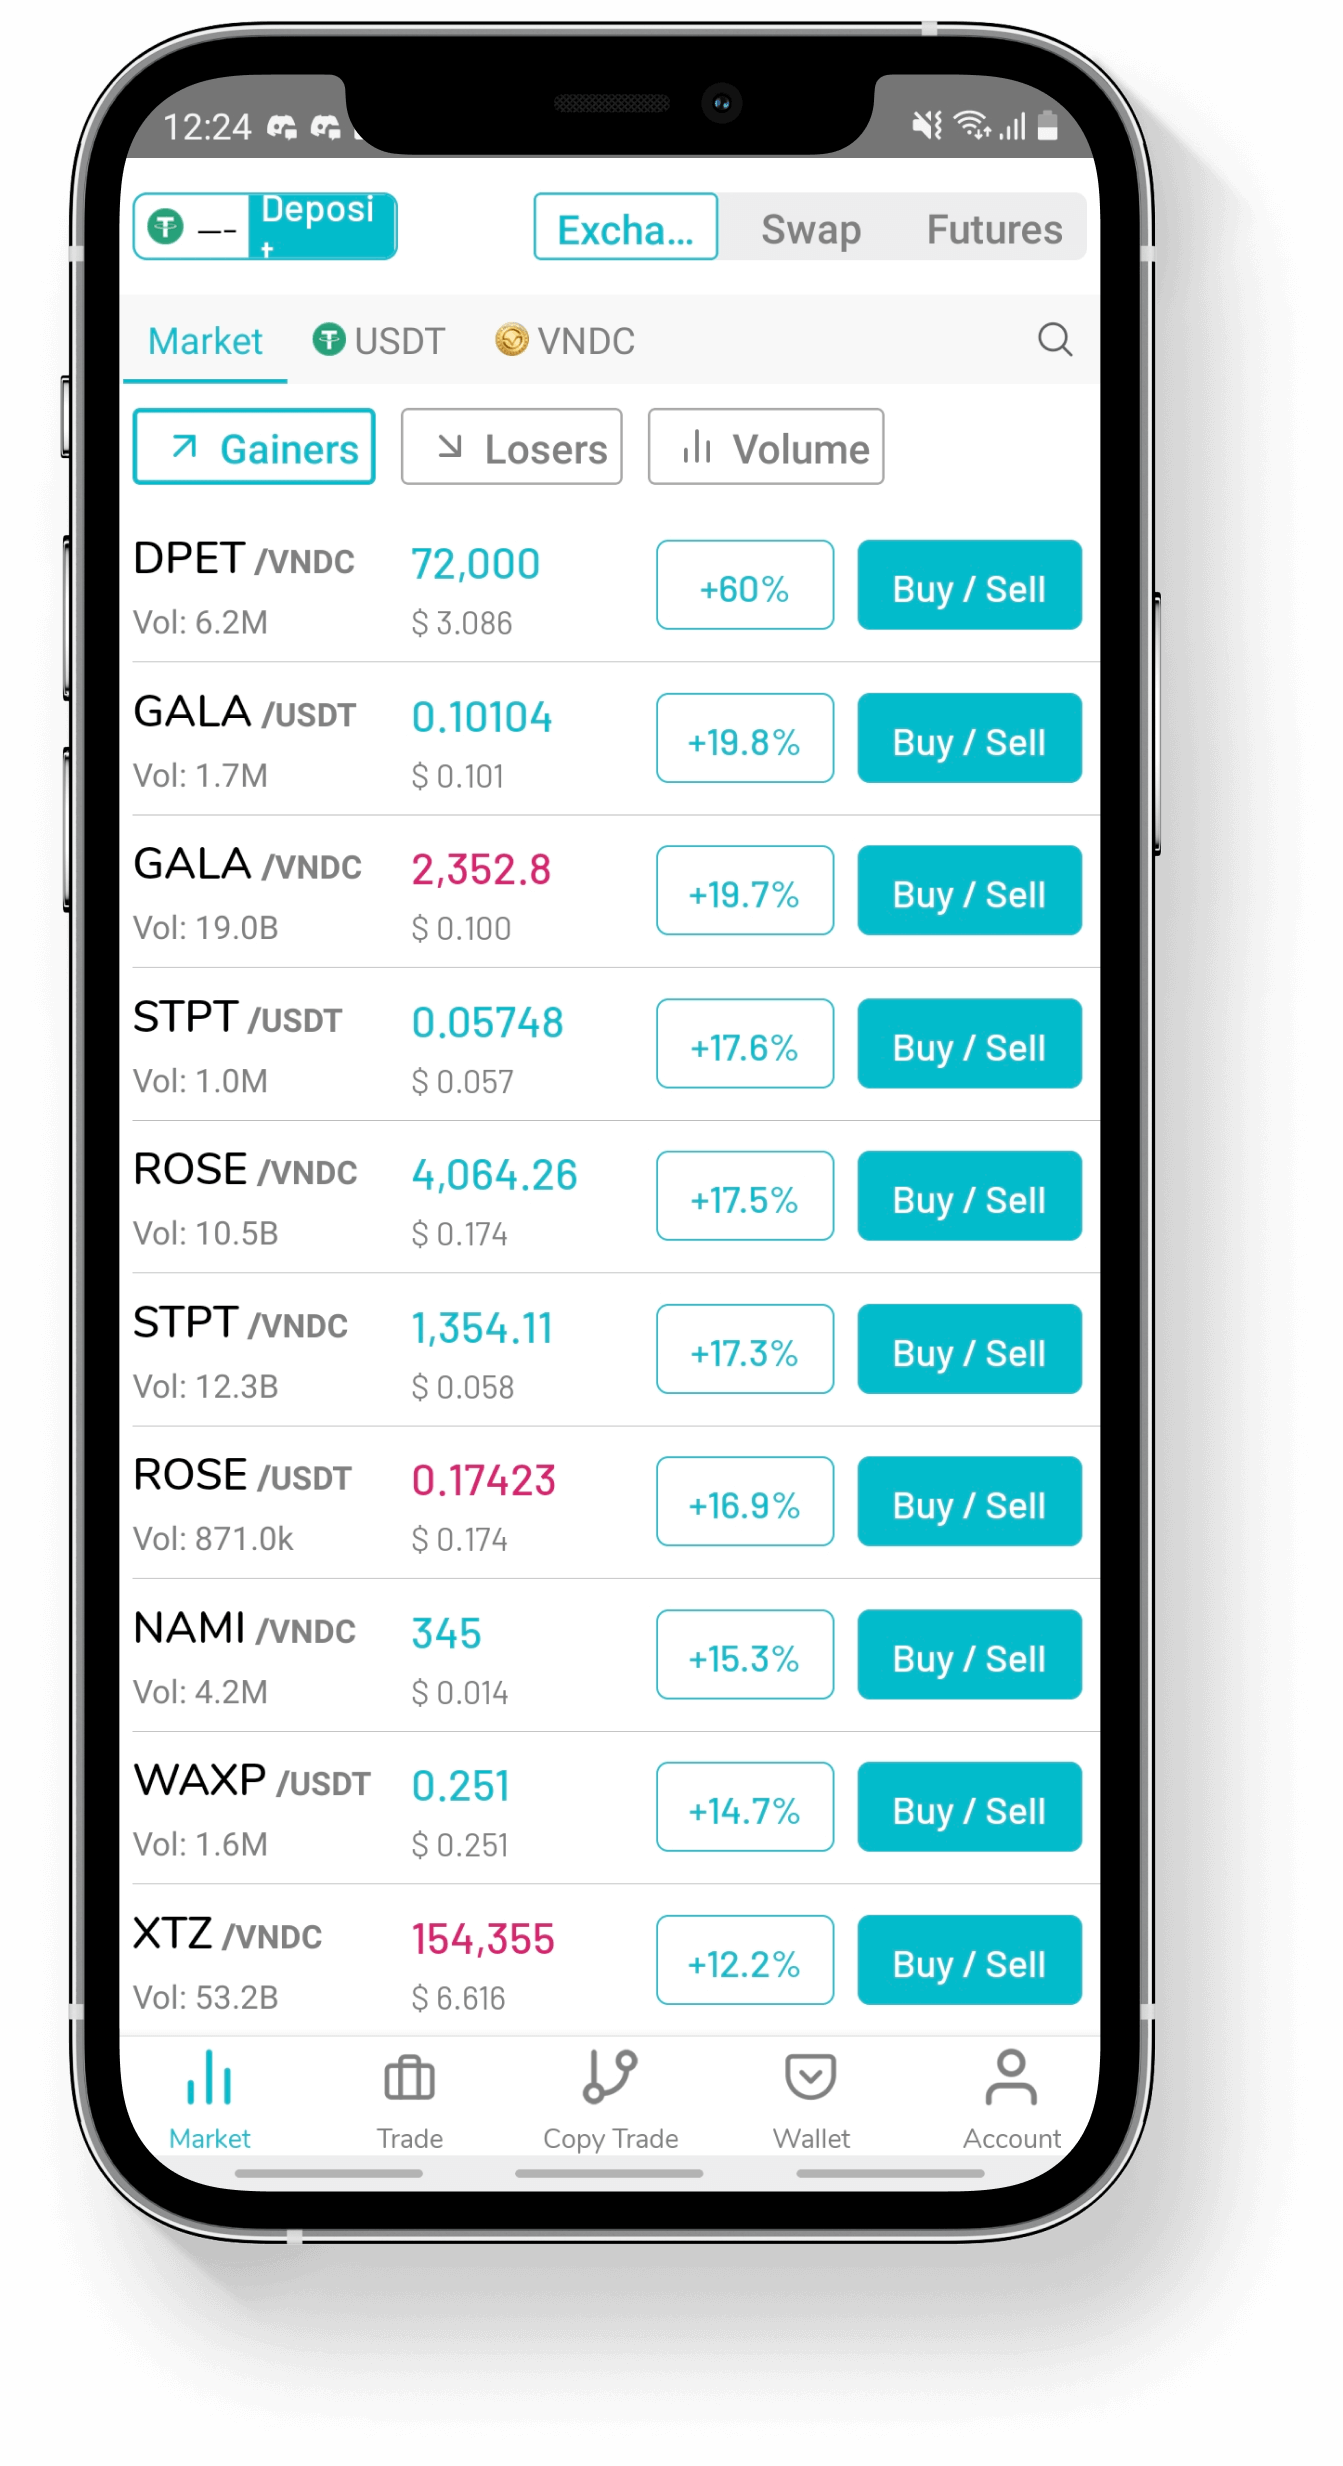 12:24
—- Deposi
t
Excha... Swap Futures
Market USDT VNDC
Gainers Losers Volume
DPET /VNDC 72,000 +60% Buy / Sell
Vol: 6.2M $ 3.086
GALA /USDT 0.10104 +19.8% Buy / Sell
Vol: 1.7M $ 0.101
GALA /VNDC 2,352.8 +19.7% Buy / Sell
Vol: 19.0B $ 0.100
STPT /USDT 0.05748 +17.6% Buy / Sell
Vol: 1.0M $ 0.057
ROSE /VNDC 4,064.26 +17.5% Buy / Sell
Vol: 10.5B $ 0.174
STPT /VNDC 1,354.11 +17.3% Buy / Sell
Vol: 12.3B $ 0.058
ROSE /USDT 0.17423 +16.9% Buy / Sell
Vol: 871.0k $ 0.174
NAMI /VNDC 345 +15.3% Buy / Sell
Vol: 4.2M $ 0.014
WAXP /USDT 0.251 +14.7% Buy / Sell
Vol: 1.6M $ 0.251
XTZ /VNDC 154,355 +12.2% Buy / Sell
Vol: 53.2B $ 6.616
Market Trade Copy Trade Wallet Account